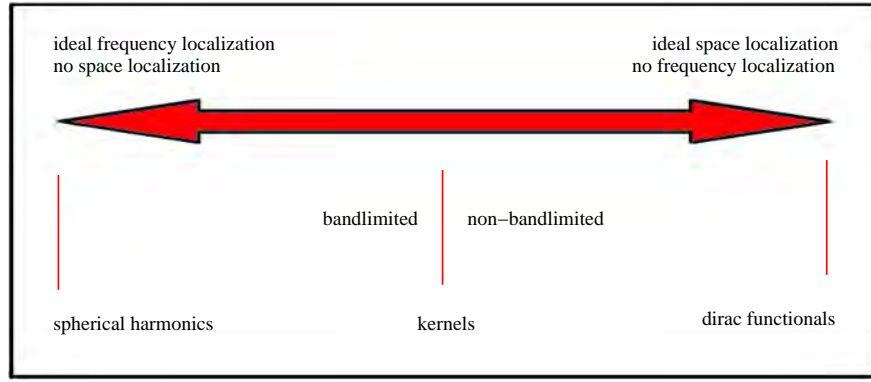 ideal frequency localization
no space localization
ideal space localization
no frequency localization
bandlimited
non−bandlimited
spherical harmonics
kernels
dirac functionals